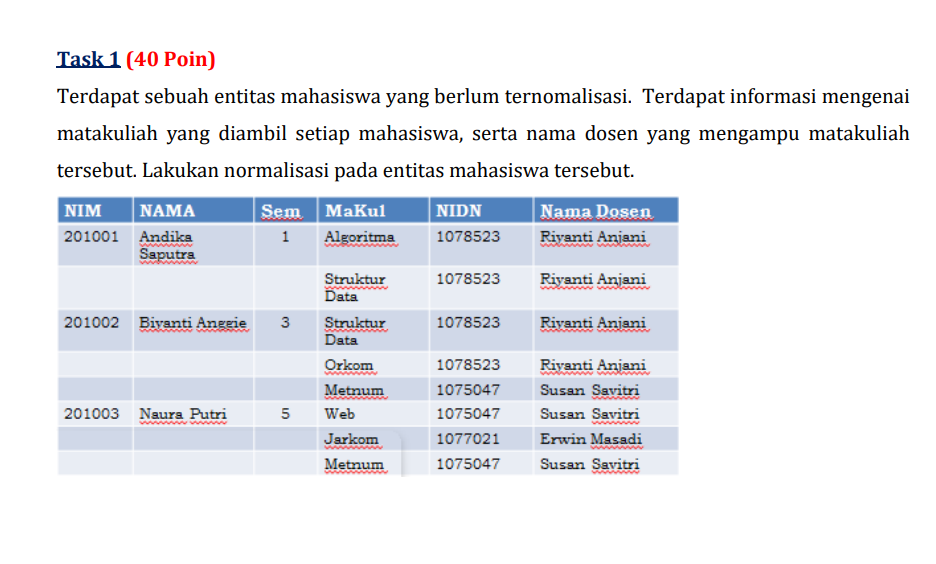 Task 1 (40 Poin)
Terdapat sebuah entitas mahasiswa yang berlum ternomalisasi. Terdapat informasi mengenai
matakuliah yang diambil setiap mahasiswa, serta nama dosen yang mengampu matakuliah
tersebut. Lakukan normalisasi pada entitas mahasiswa tersebut.
NIM NAMA Sem MaKul NIDN Nama Dosen
201001 Andika 1 Algoritma 1078523 Riyanti Anjani
Saputra
Struktur 1078523 Riyanti Anjani
Data
201002 Biyanti Anggie 3 Struktur 1078523 Riyanti Anjani
Data
Orkom 1078523 Riyanti Anjani
Metnum 1075047 Susan Savitri
201003 Naura Putri 5 Web 1075047 Susan Savitri
Jarkom 1077021 Erwin Masadi
Metnum 1075047 Susan Savitri